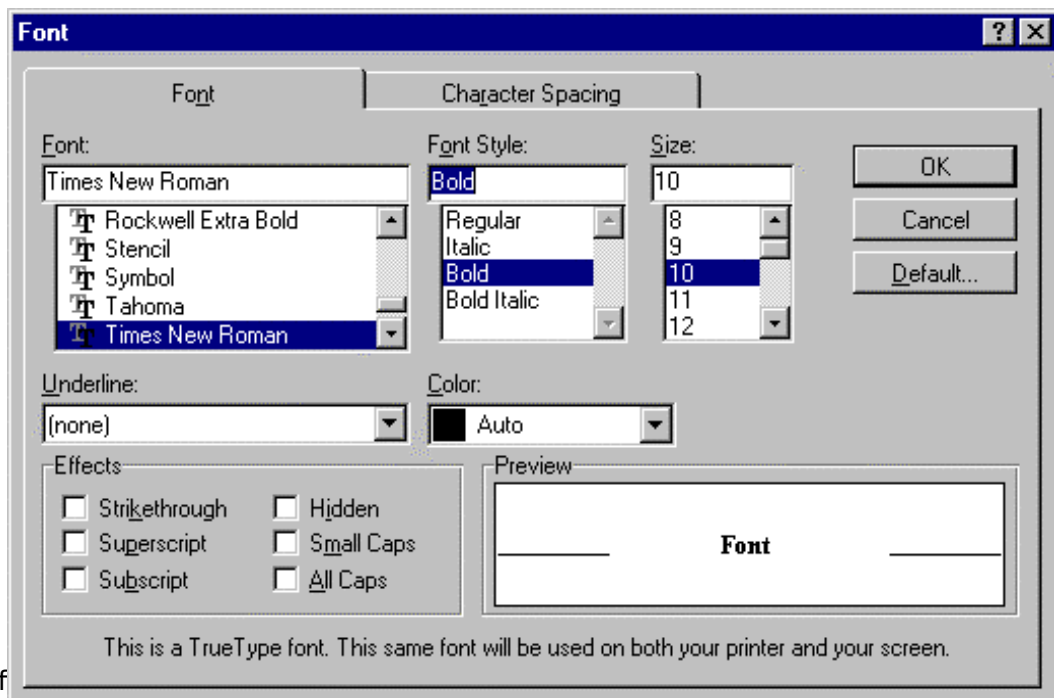 Font
Font Character Spacing
Font: Font Style: Size:
Times New Roman Bold 10 OK
Rockwell Extra Bold Regular 8 Cancel
Stencil Italic 9
Symbol Bold 10 Default...
Tahoma Bold Italic 11
Times New Roman 12
Underline: Color:
(none) Auto
Effects Preview
Strikethrough Hidden
Superscript Small Caps Font
Subscript All Caps
This is a TrueType font. This same font will be used on both your printer and your screen.
f